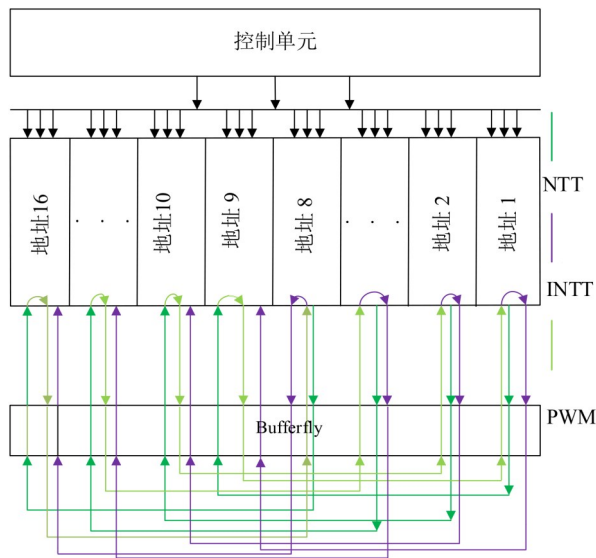 控制单元
地址16
· · ·
地址10
地址 9
地址 8
· · ·
地址 2
地址 1
NTT
INTT
PWM
Bufferfly